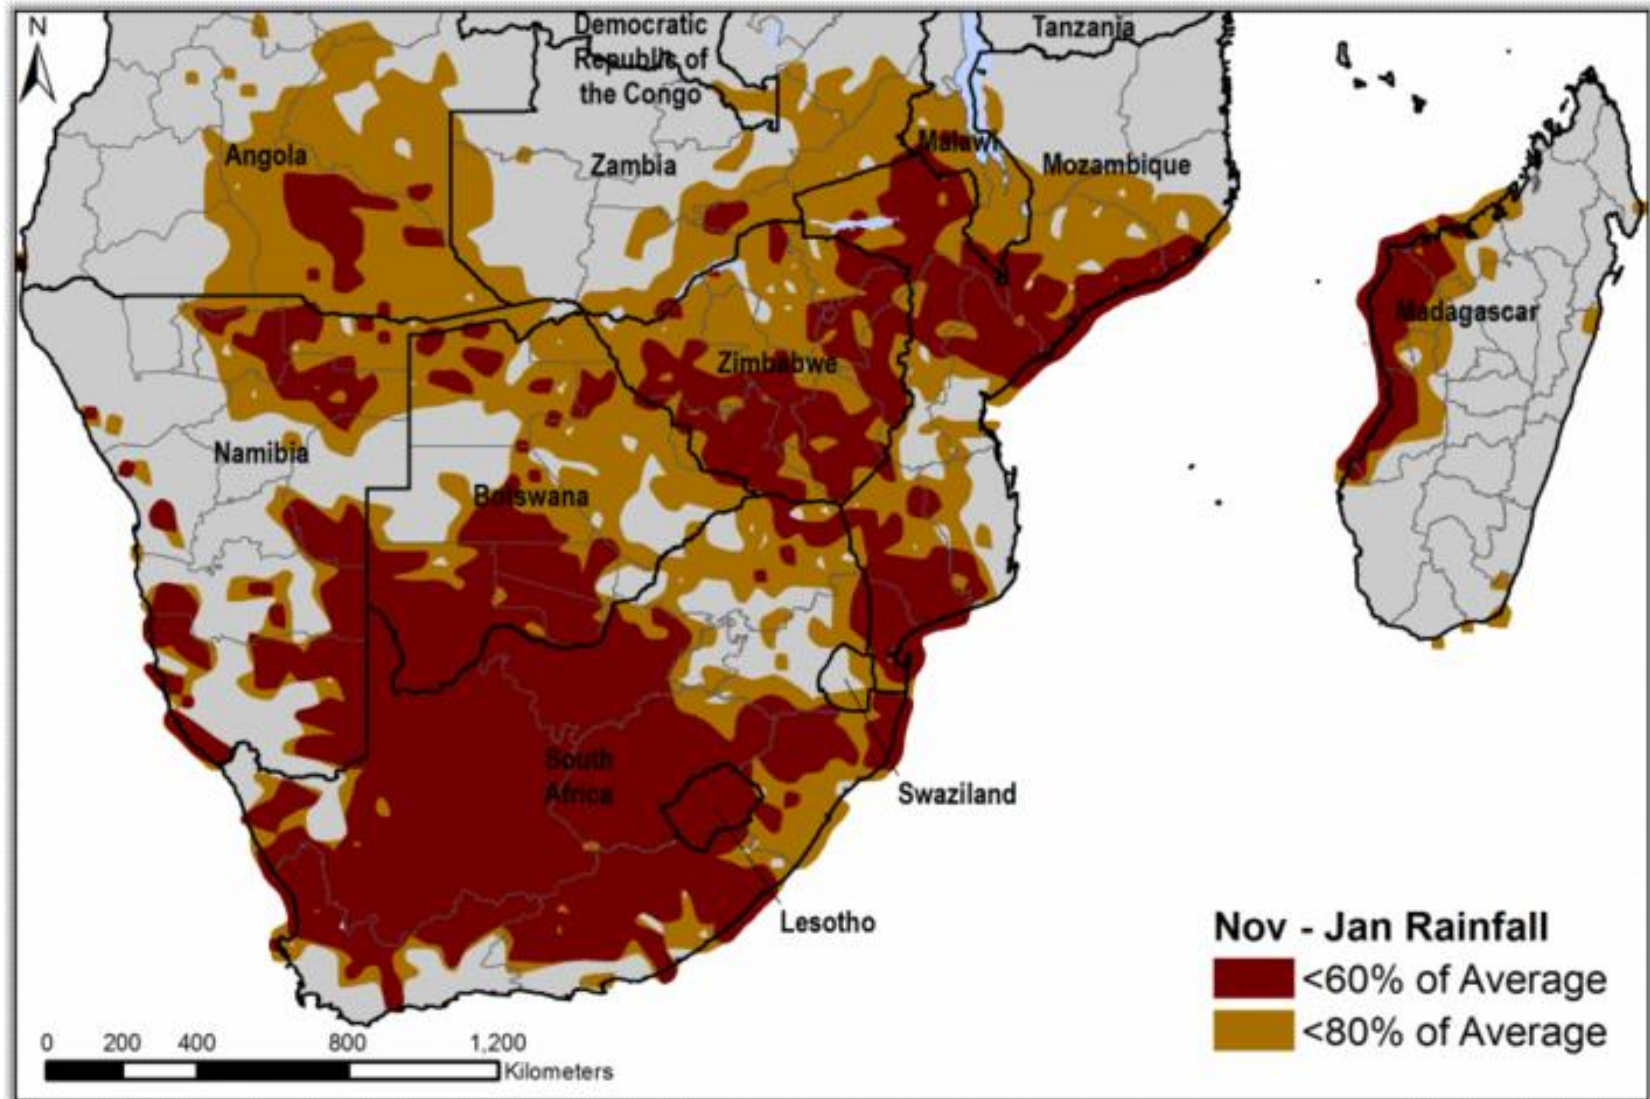 N
Democratic
Republic of
the Congo
Tanzania
Angola
Zambia
Malawi
Mozambique
Madagascar
Zimbabwe
Namibia
Botswana
South
Africa
Swaziland
Lesotho
Nov - Jan Rainfall
<60% of Average
<80% of Average
0 200 400 800 1,200
Kilometers